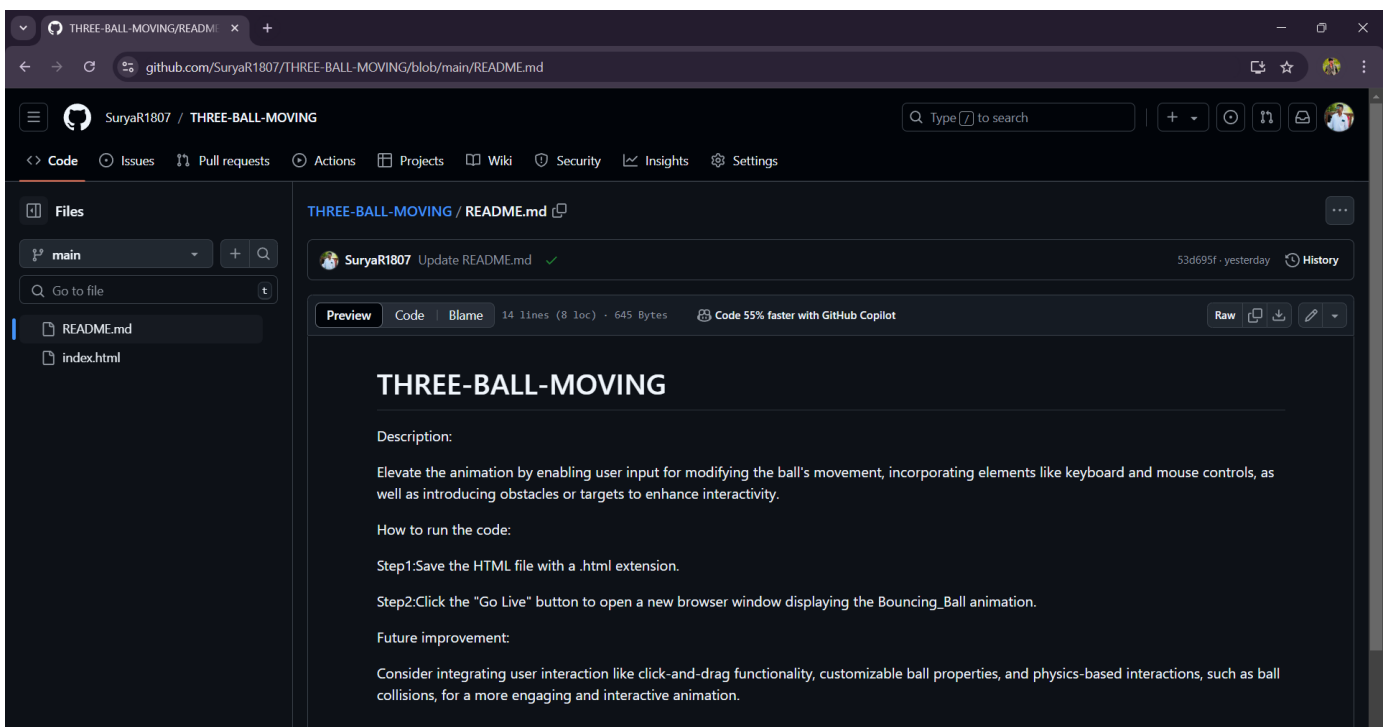 THREE-BALL-MOVING/READM
github.com/SuryaR1807/THREE-BALL-MOVING/blob/main/README.md
SuryaR1807 / THREE-BALL-MOVING
Type / to search
Code Issues Pull requests Actions Projects Wiki Security Insights Settings
Files
main
Go to file t
README.md
index.html
THREE-BALL-MOVING / README.md
SuryaR1807 Update README.md 53d695f · yesterday History
Preview Code Blame 14 lines (8 loc) · 645 Bytes Code 55% faster with GitHub Copilot Raw
THREE-BALL-MOVING
Description:
Elevate the animation by enabling user input for modifying the ball's movement, incorporating elements like keyboard and mouse controls, as
well as introducing obstacles or targets to enhance interactivity.
How to run the code:
Step1:Save the HTML file with a .html extension.
Step2:Click the "Go Live" button to open a new browser window displaying the Bouncing_Ball animation.
Future improvement:
Consider integrating user interaction like click-and-drag functionality, customizable ball properties, and physics-based interactions, such as ball
collisions, for a more engaging and interactive animation.